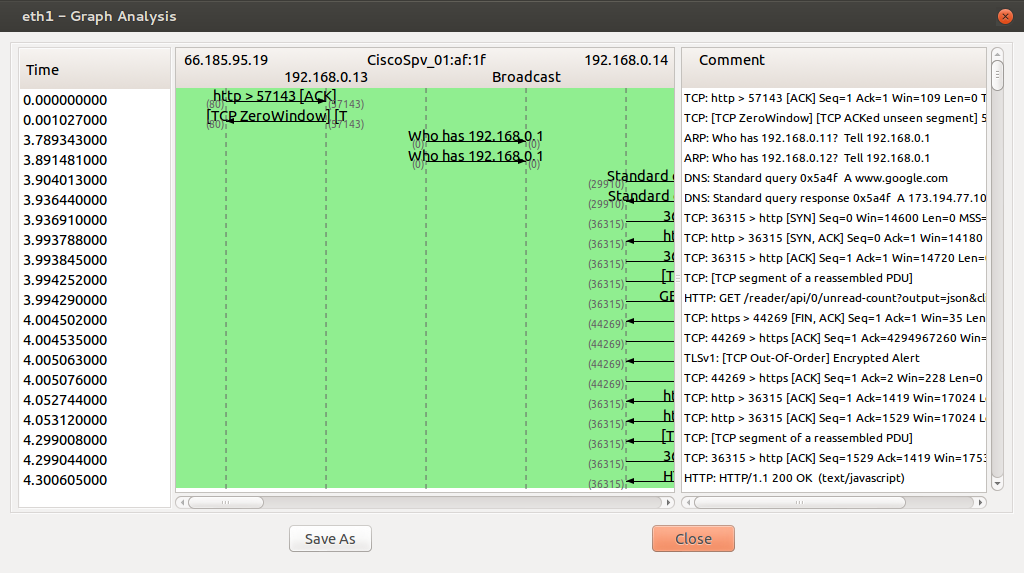 eth1 – Graph Analysis
Time
66.185.95.19 CiscoSpv_01:af:1f 192.168.0.14
192.168.0.13 Broadcast
Comment
0.000000000 http > 57143 [ACK] (80) (57143) TCP: http > 57143 [ACK] Seq=1 Ack=1 Win=109 Len=0 T
0.001027000 [TCP ZeroWindow] [T (80) (57143) TCP: [TCP ZeroWindow] [TCP ACKed unseen segment] 5
3.789343000 Who has 192.168.0.1 (0) (0) ARP: Who has 192.168.0.11? Tell 192.168.0.1
3.891481000 Who has 192.168.0.1 (0) (0) ARP: Who has 192.168.0.12? Tell 192.168.0.1
3.904013000 Standard (29910) DNS: Standard query 0x5a4f A www.google.com
3.936440000 Standard (29910) DNS: Standard query response 0x5a4f A 173.194.77.10
3.936910000 36 (36315) TCP: 36315 > http [SYN] Seq=0 Win=14600 Len=0 MSS=
3.993788000 ht (36315) TCP: http > 36315 [SYN, ACK] Seq=0 Ack=1 Win=14180
3.993845000 36 (36315) TCP: 36315 > http [ACK] Seq=1 Ack=1 Win=14720 Len=
3.994252000 [T (36315) TCP: [TCP segment of a reassembled PDU]
3.994290000 GE (36315) HTTP: GET /reader/api/0/unread-count?output=json&cl
4.004502000 (44269) TCP: https > 44269 [FIN, ACK] Seq=1 Ack=1 Win=35 Len
4.004535000 (44269) TCP: 44269 > https [ACK] Seq=1 Ack=4294967260 Win=
4.005063000 (44269) TLSv1: [TCP Out-Of-Order] Encrypted Alert
4.005076000 (44269) TCP: 44269 > https [ACK] Seq=1 Ack=2 Win=228 Len=0
4.052744000 ht (36315) TCP: http > 36315 [ACK] Seq=1 Ack=1419 Win=17024 L
4.053120000 ht (36315) TCP: http > 36315 [ACK] Seq=1 Ack=1529 Win=17024 L
4.299008000 [T (36315) TCP: [TCP segment of a reassembled PDU]
4.299044000 36 (36315) TCP: 36315 > http [ACK] Seq=1529 Ack=1419 Win=1753
4.300605000 HT (36315) HTTP: HTTP/1.1 200 OK (text/javascript)
Save As Close